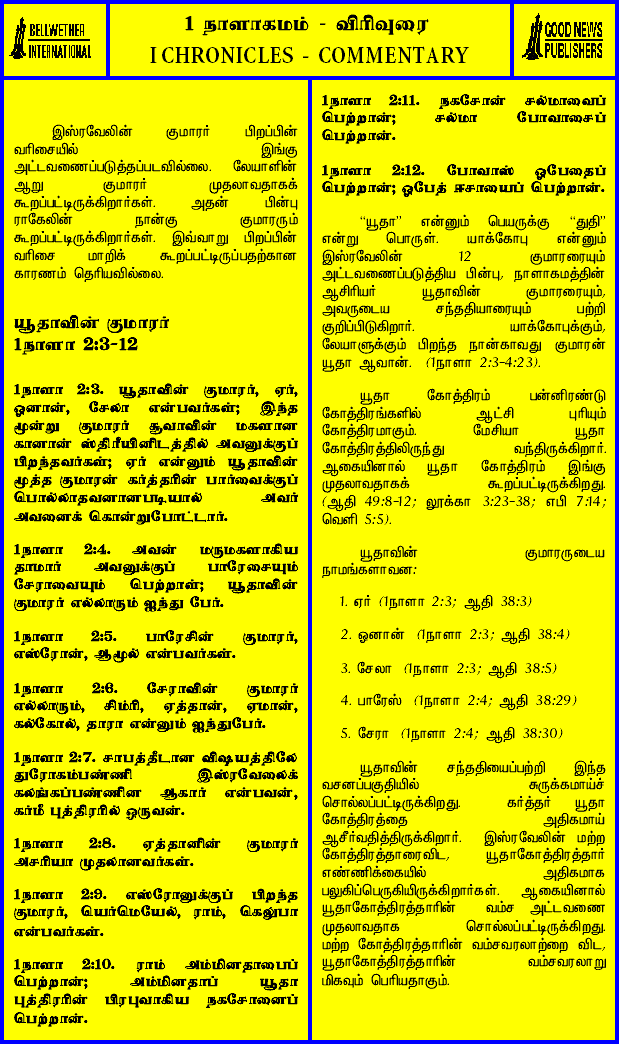 BELLWETHER
INTERNATIONAL
1 நாளாகமம் - விரிவுரை
I CHRONICLES - COMMENTARY
GOOD NEWS
PUBLISHERS
இஸ்ரவேலின் குமாரர் பிறப்பின்
வரிசையில் இங்கு
அட்டவணைப்படுத்தப்படவில்லை. லேயாளின்
ஆறு குமாரர் முதலாவதாகக்
கூறப்பட்டிருக்கிறார்கள். அதன் பின்பு
ராகேலின் நான்கு குமாரரும்
கூறப்பட்டிருக்கிறார்கள். இவ்வாறு பிறப்பின்
வரிசை மாறிக் கூறப்பட்டிருப்பதற்கான
காரணம் தெரியவில்லை.
யூதாவின் குமாரர்
1நாளா 2:3-12
1நாளா 2:3. யூதாவின் குமாரர், ஏர்,
ஓனான், சேலா என்பவர்கள்; இந்த
மூன்று குமாரர் சூவாவின் மகளான
கானான் ஸ்திரீயினிடத்தில் அவனுக்குப்
பிறந்தவர்கள்; ஏர் என்னும் யூதாவின்
மூத்த குமாரன் கர்த்தரின் பார்வைக்குப்
பொல்லாதவனானபடியால் அவர்
அவனைக் கொன்றுபோட்டார்.
1நாளா 2:4. அவன் மருமகளாகிய
தாமார் அவனுக்குப் பாரேசையும்
சேராவையும் பெற்றாள்; யூதாவின்
குமாரர் எல்லாரும் ஐந்து பேர்.
1நாளா 2:5. பாரேசின் குமாரர்,
எஸ்ரோன், ஆமூல் என்பவர்கள்.
1நாளா 2:6. சேராவின் குமாரர்
எல்லாரும், சிம்ரி, ஏத்தான், ஏமான்,
கல்கோல், தாரா என்னும் ஐந்துபேர்.
1நாளா 2:7. சாபத்தீடான விஷயத்திலே
துரோகம்பண்ணி இஸ்ரவேலைக்
கலங்கப்பண்ணின ஆகார் என்பவன்,
கர்மீ புத்திரரில் ஒருவன்.
1நாளா 2:8. ஏத்தானின் குமாரர்
அசரியா முதலானவர்கள்.
1நாளா 2:9. எஸ்ரோனுக்குப் பிறந்த
குமாரர், யெர்மெயேல், ராம், கெலுபா
என்பவர்கள்.
1நாளா 2:10. ராம் அம்மினதாபைப்
பெற்றான்; அம்மினதாப் யூதா
புத்திரரின் பிரபுவாகிய நகசோனைப்
பெற்றான்.
1நாளா 2:11. நகசோன் சல்மாவைப்
பெற்றான்; சல்மா போவாசைப்
பெற்றான்.
1நாளா 2:12. போவாஸ் ஓபேதைப்
பெற்றான்; ஓபேத் ஈசாயைப் பெற்றான்.
“யூதா” என்னும் பெயருக்கு “துதி”
என்று பொருள். யாக்கோபு என்னும்
இஸ்ரவேலின் 12 குமாரரையும்
அட்டவணைப்படுத்திய பின்பு, நாளாகமத்தின்
ஆசிரியர் யூதாவின் குமாரரையும்,
அவருடைய சந்ததியாரையும் பற்றி
குறிப்பிடுகிறார். யாக்கோபுக்கும்,
லேயாளுக்கும் பிறந்த நான்காவது குமாரன்
யூதா ஆவான். (1நாளா 2:3-4:23).
யூதா கோத்திரம் பன்னிரண்டு
கோத்திரங்களில் ஆட்சி புரியும்
கோத்திரமாகும். மேசியா யூதா
கோத்திரத்திலிருந்து வந்திருக்கிறார்.
ஆகையினால் யூதா கோத்திரம் இங்கு
முதலாவதாகக் கூறப்பட்டிருக்கிறது.
(ஆதி 49:8-12; லூக்கா 3:23-38; எபி 7:14;
வெளி 5:5).
யூதாவின் குமாரருடைய
நாமங்களாவன:
1. ஏர் (1நாளா 2:3; ஆதி 38:3)
2. ஓனான் (1நாளா 2:3; ஆதி 38:4)
3. சேலா (1நாளா 2:3; ஆதி 38:5)
4. பாரேஸ் (1நாளா 2:4; ஆதி 38:29)
5. சேரா (1நாளா 2:4; ஆதி 38:30)
யூதாவின் சந்ததியைப்பற்றி இந்த
வசனப்பகுதியில் சுருக்கமாய்ச்
சொல்லப்பட்டிருக்கிறது. கர்த்தர் யூதா
கோத்திரத்தை அதிகமாய்
ஆசீர்வதித்திருக்கிறார். இஸ்ரவேலின் மற்ற
கோத்திரத்தாரைவிட, யூதாகோத்திரத்தார்
எண்ணிக்கையில் அதிகமாக
பலுகிப்பெருகியிருக்கிறார்கள். ஆகையினால்
யூதாகோத்திரத்தாரின் வம்ச அட்டவணை
முதலாவதாக சொல்லப்பட்டிருக்கிறது.
மற்ற கோத்திரத்தாரின் வம்சவரலாற்றை விட,
யூதாகோத்திரத்தாரின் வம்சவரலாறு
மிகவும் பெரியதாகும்.